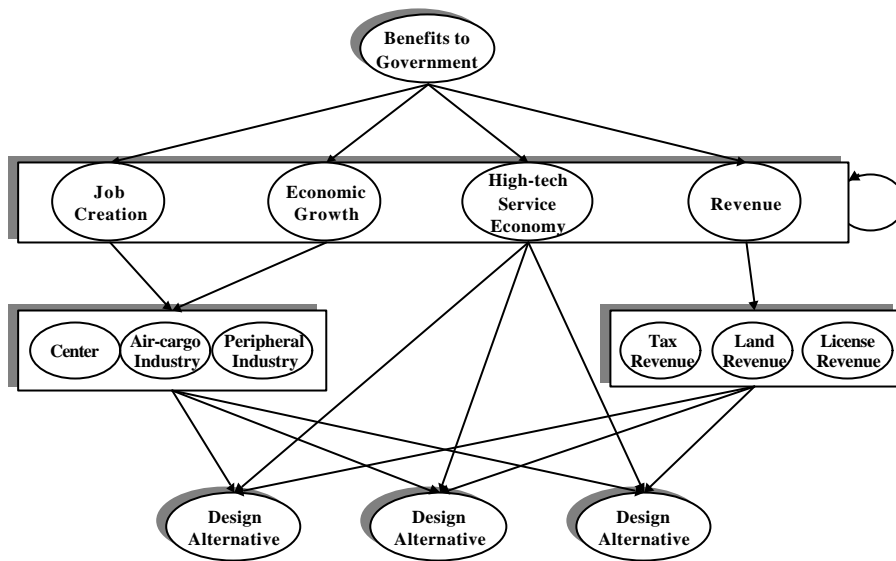 Benefits to
Government
Job
Creation
Economic
Growth
High-tech
Service
Economy
Revenue
Center
Air-cargo
Industry
Peripheral
Industry
Tax
Revenue
Land
Revenue
License
Revenue
Design
Alternative
Design
Alternative
Design
Alternative